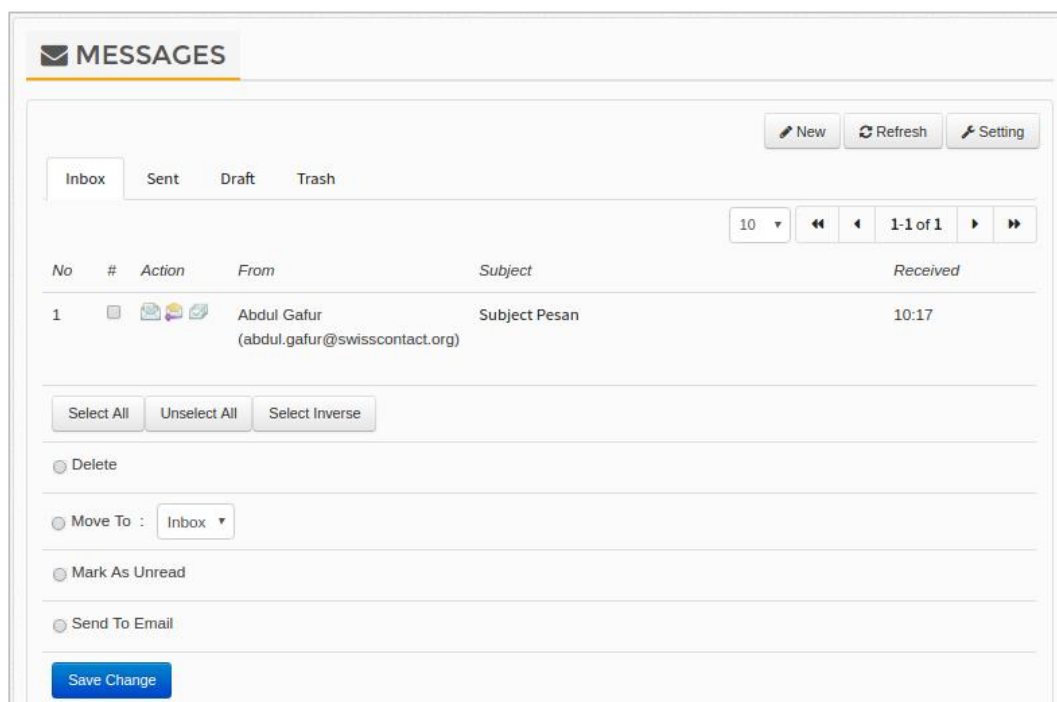 MESSAGES
New Refresh Setting
Inbox Sent Draft Trash
10 1-1 of 1
No # Action From Subject Received
1 Abdul Gafur Subject Pesan 10:17
(abdul.gafur@swisscontact.org)
Select All Unselect All Select Inverse
Delete
Move To : Inbox
Mark As Unread
Send To Email
Save Change